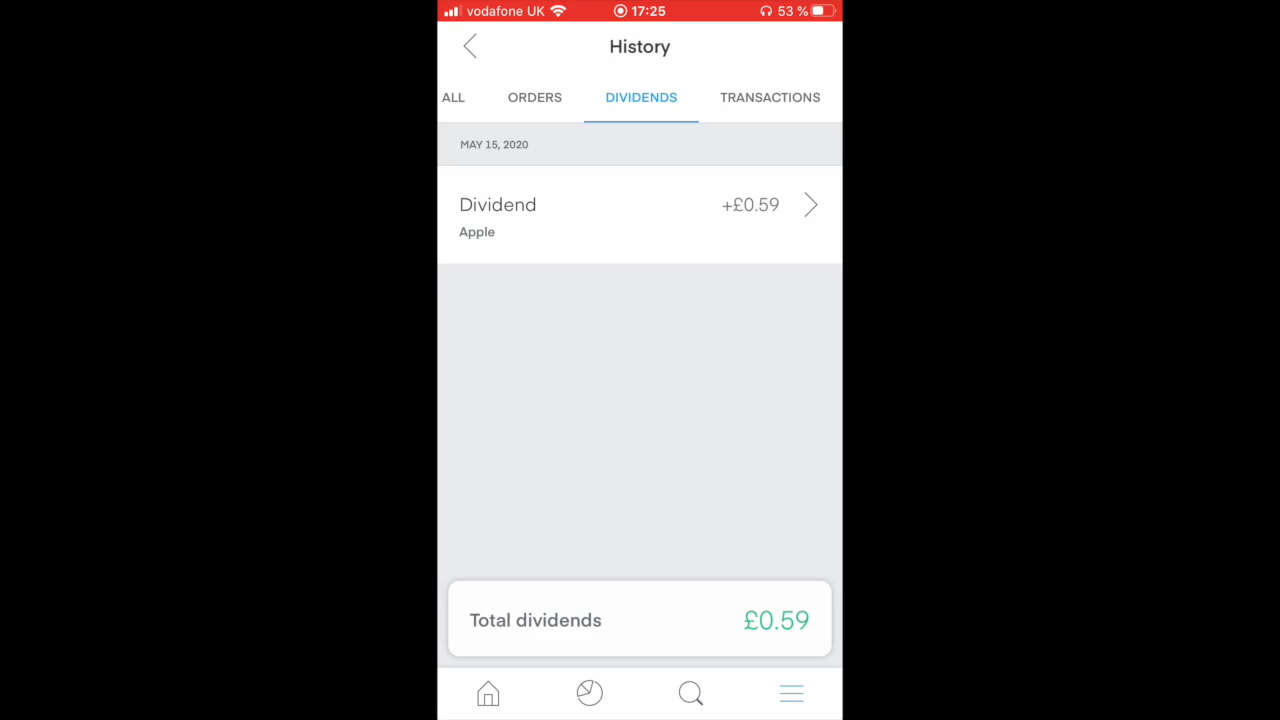 vodafone UK 17:25 53 %
History
ALL ORDERS DIVIDENDS TRANSACTIONS
MAY 15, 2020
Dividend +£0.59
Apple
Total dividends £0.59